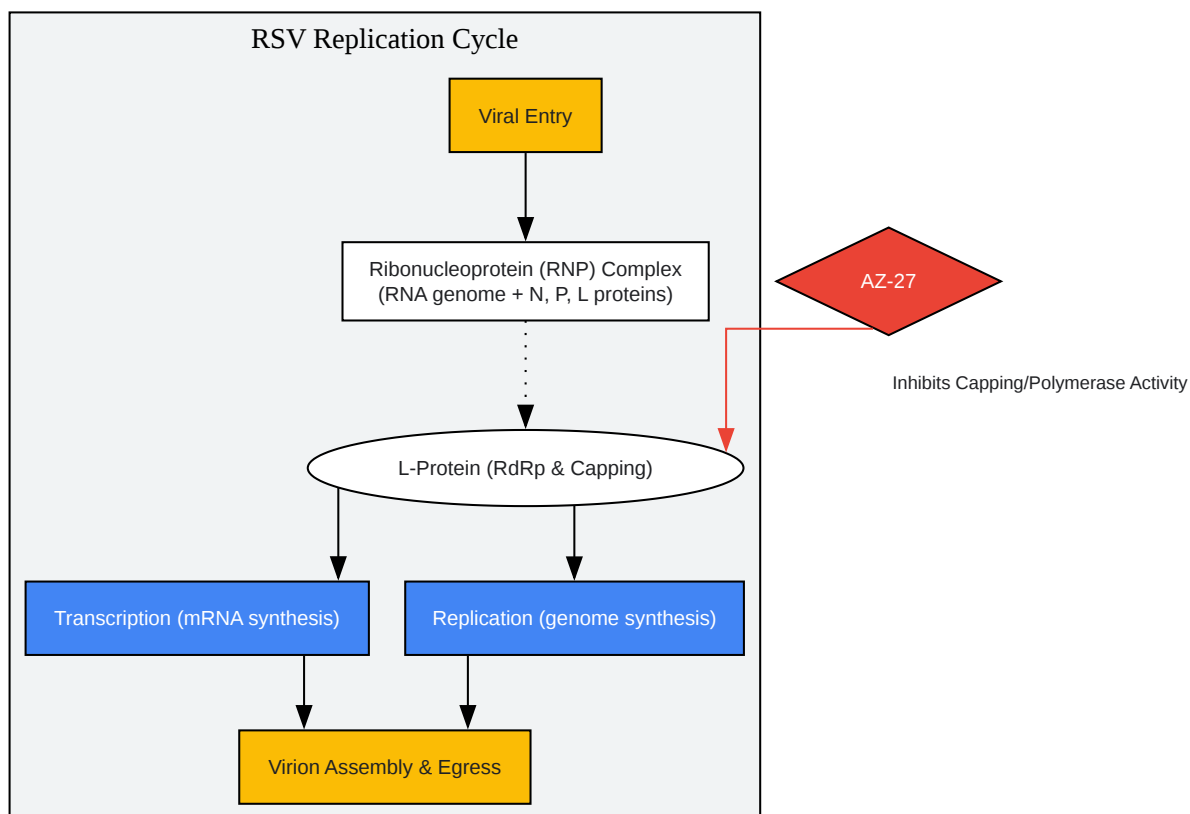 RSV Replication Cycle
Viral Entry
Ribonucleoprotein (RNP) Complex
(RNA genome + N, P, L proteins)
AZ-27
Inhibits Capping/Polymerase Activity
L-Protein (RdRp & Capping)
Transcription (mRNA synthesis)
Replication (genome synthesis)
Virion Assembly & Egress